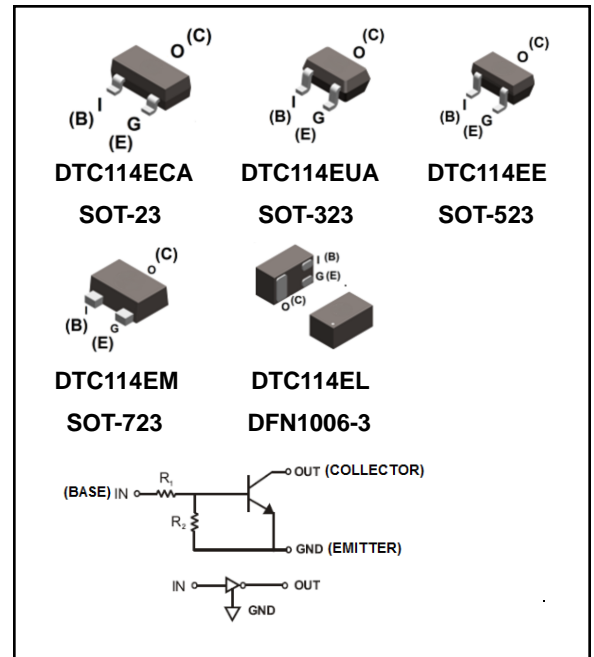 O (C)
I
(B)
G
(E)
DTC114ECA
SOT-23
O (C)
I
(B)
G
(E)
DTC114EUA
SOT-323
O (C)
I
(B)
G
(E)
DTC114EE
SOT-523
O (C)
I
(B)
G
(E)
DTC114EM
SOT-723
I (B)
G (E)
O (C)
DTC114EL
DFN1006-3
R1
R2
(BASE) IN
OUT (COLLECTOR)
GND (EMITTER)
IN
OUT
GND